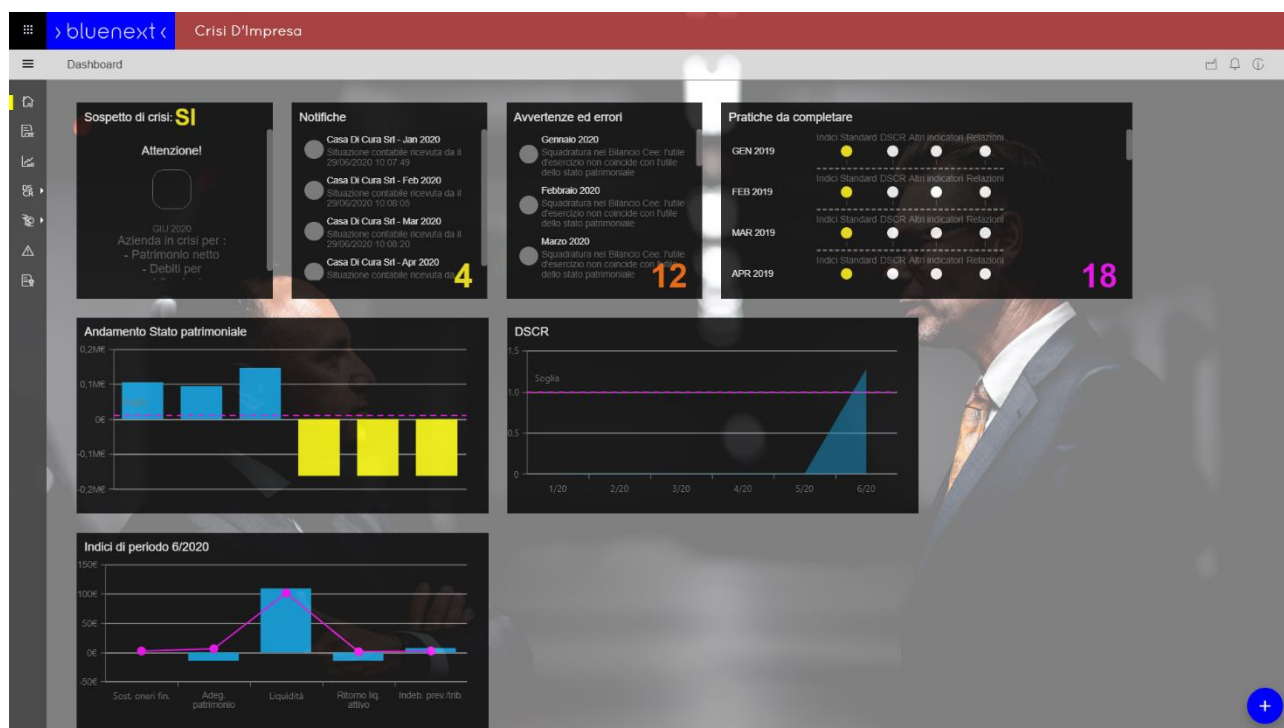 ›bluenext‹
Crisi D'Impresa
Dashboard
Sospetto di crisi: SI
Attenzione!
GIU 2020
Azienda in crisi per :
- Patrimonio netto
- Debiti per
Notifiche
Casa Di Cura Srl - Jan 2020
Situazione contabile ricevuta da il
29/06/2020 10:07:49
Casa Di Cura Srl - Feb 2020
Situazione contabile ricevuta da il
29/06/2020 10:08:05
Casa Di Cura Srl - Mar 2020
Situazione contabile ricevuta da il
29/06/2020 10:08:20
Casa Di Cura Srl - Apr 2020
Situazione contabile ricevuta da
4
Avvertenze ed errori
Gennaio 2020
Squadratura nel Bilancio Cee: l'utile
d'esercizio non coincide con l'utile
dello stato patrimoniale
Febbraio 2020
Squadratura nel Bilancio Cee: l'utile
d'esercizio non coincide con l'utile
dello stato patrimoniale
Marzo 2020
Squadratura nel Bilancio Cee: l'utile
d'esercizio non coincide con l'utile
dello stato patrimoniale
12
Pratiche da completare
Indici Standard DSCR Altri indicatori Relazioni
GEN 2019
Indici Standard DSCR Altri indicatori Relazioni
FEB 2019
Indici Standard DSCR Altri indicatori Relazioni
MAR 2019
Indici Standard DSCR Altri indicatori Relazioni
APR 2019
18
Andamento Stato patrimoniale
0,2M€
0,1M€
0€
-0,1M€
-0,2M€
DSCR
1.5
Soglia
1.0
0.5
0
1/20 2/20 3/20 4/20 5/20 6/20
Indici di periodo 6/2020
150€
100€
50€
0€
-50€
Sost. oneri fin. Adeg. patrimonio Liquidità Ritorno liq. attivo Indeb. prev./trib.
+